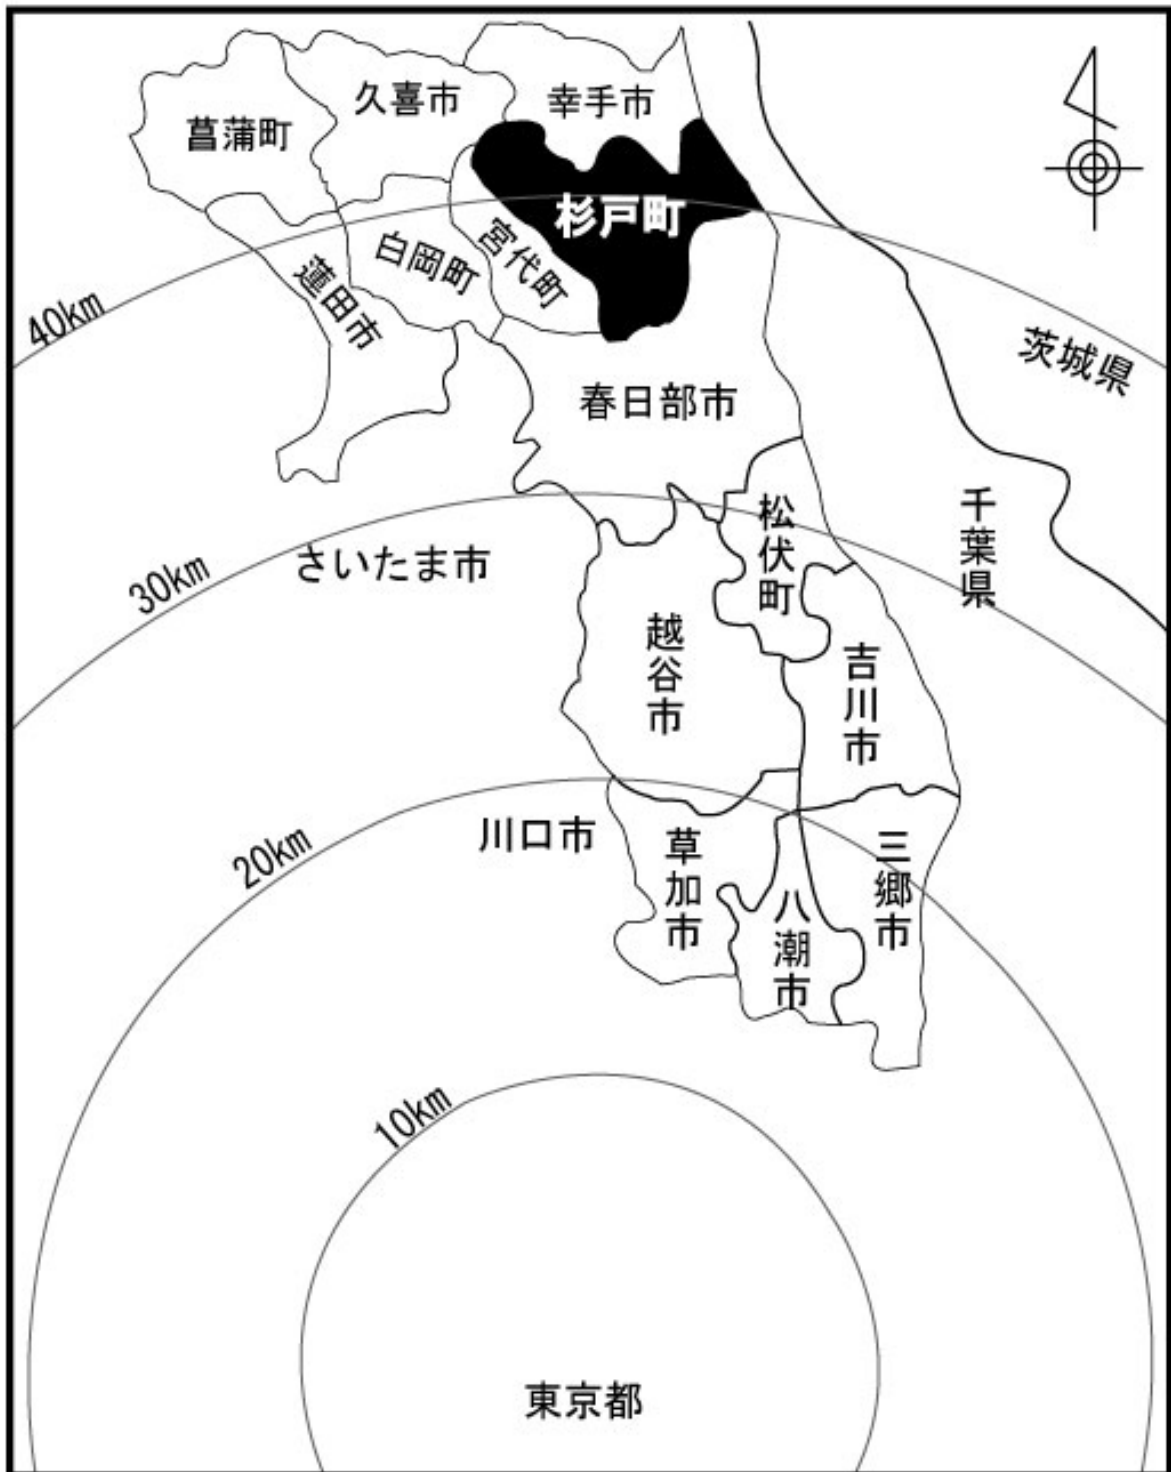 久喜市
幸手市
菖蒲町
杉戸町
宮代町
白岡町
蓮田市
40km
茨城県
春日部市
千葉県
松伏町
30km
さいたま市
越谷市
吉川市
20km
川口市
草加市
三郷市
八潮市
10km
東京都